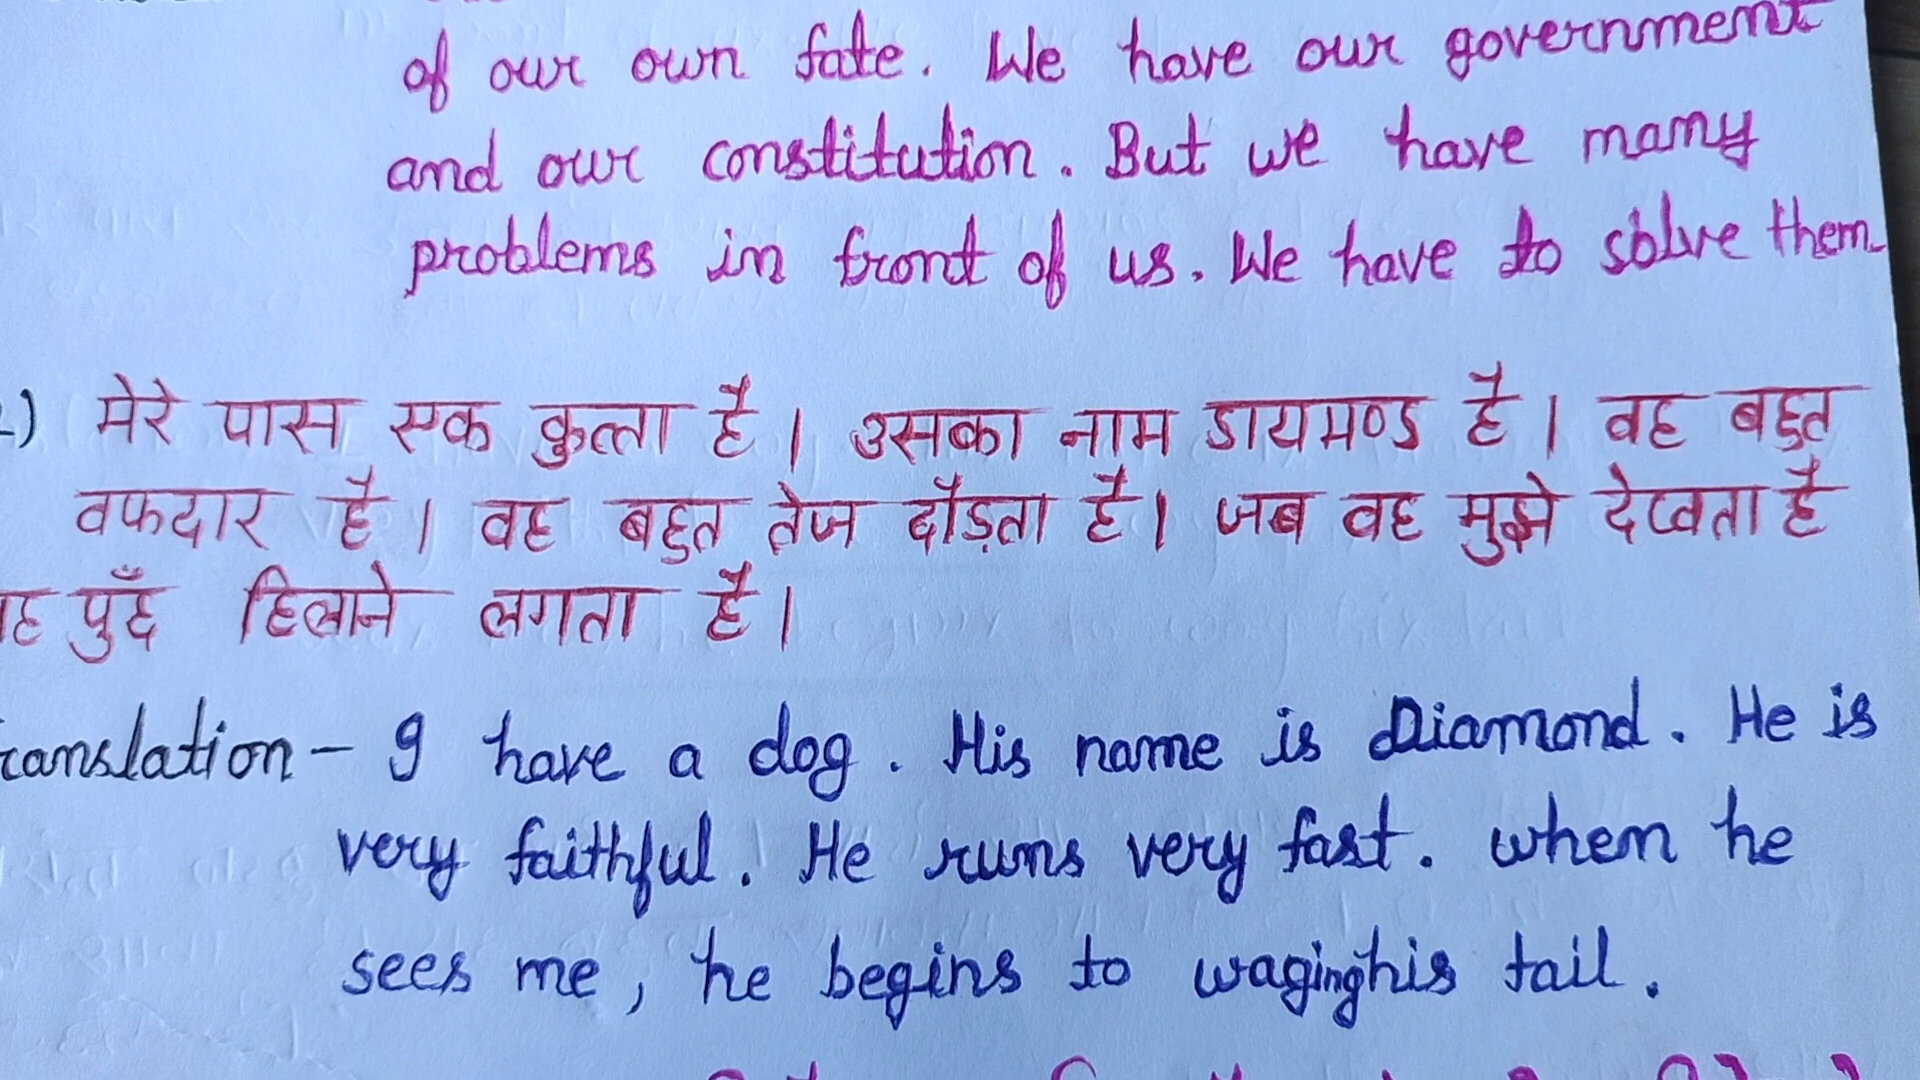 of our own fate. We have our government
and our constitution. But we have many
problems in front of us. We have to solve them.
मेरे पास एक कुत्ता है। उसका नाम डायमण्ड है। वह बहुत
वफदार है। वह बहुत तेज दौड़ता है। जब वह मुझे देखता है
वह पुँछ हिलाने लगता है।
Translation - I have a dog. His name is Diamond. He is
very faithful. He runs very fast. when he
sees me, he begins to waginghis tail.